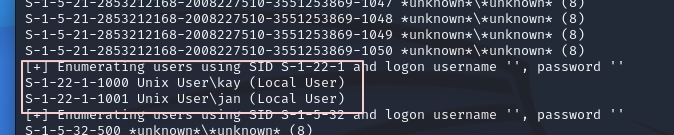 S-1-5-21-2853212168-2008227510-3551253869-1047 *unknown*\*unknown* (8)
S-1-5-21-2853212168-2008227510-3551253869-1048 *unknown*\*unknown* (8)
S-1-5-21-2853212168-2008227510-3551253869-1049 *unknown*\*unknown* (8)
S-1-5-21-2853212168-2008227510-3551253869-1050 *unknown*\*unknown* (8)
[+] Enumerating users using SID S-1-22-1 and logon username '', password ''
S-1-22-1-1000 Unix User\kay (Local User)
S-1-22-1-1001 Unix User\jan (Local User)
[+] Enumerating users using SID S-1-5-32 and logon username '', password ''
S-1-5-32-500 *unknown*\*unknown* (8)